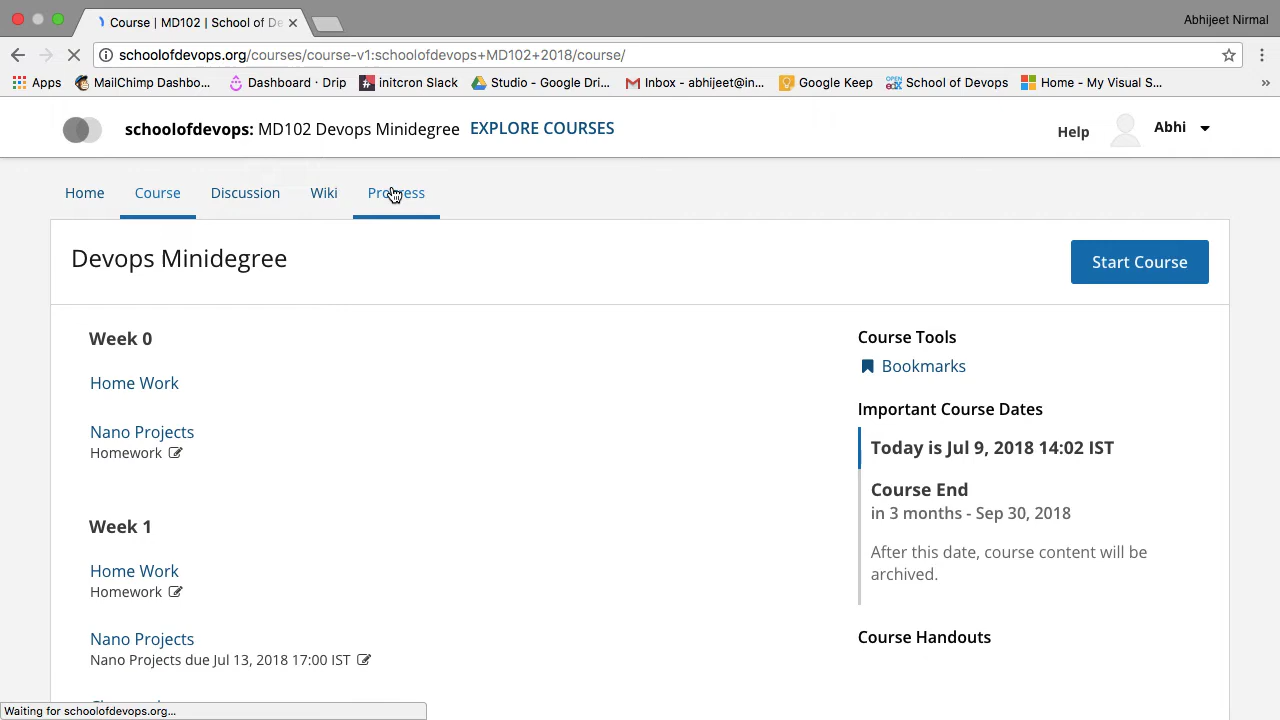 Abhijeet Nirmal
Course | MD102 | School of De
schoolofdevops.org/courses/course-v1:schoolofdevops+MD102+2018/course/
Apps MailChimp Dashbo... Dashboard · Drip initcron Slack Studio - Google Dri... Inbox - abhijeet@in... Google Keep OPEN edX School of Devops Home - My Visual S... »
schoolofdevops: MD102 Devops Minidegree EXPLORE COURSES Help Abhi
Home Course Discussion Wiki Progress
Devops Minidegree Start Course
Week 0
Home Work
Nano Projects
Homework
Week 1
Home Work
Homework
Nano Projects
Nano Projects due Jul 13, 2018 17:00 IST
Course Tools
Bookmarks
Important Course Dates
Today is Jul 9, 2018 14:02 IST
Course End
in 3 months - Sep 30, 2018
After this date, course content will be
archived.
Course Handouts
Waiting for schoolofdevops.org...